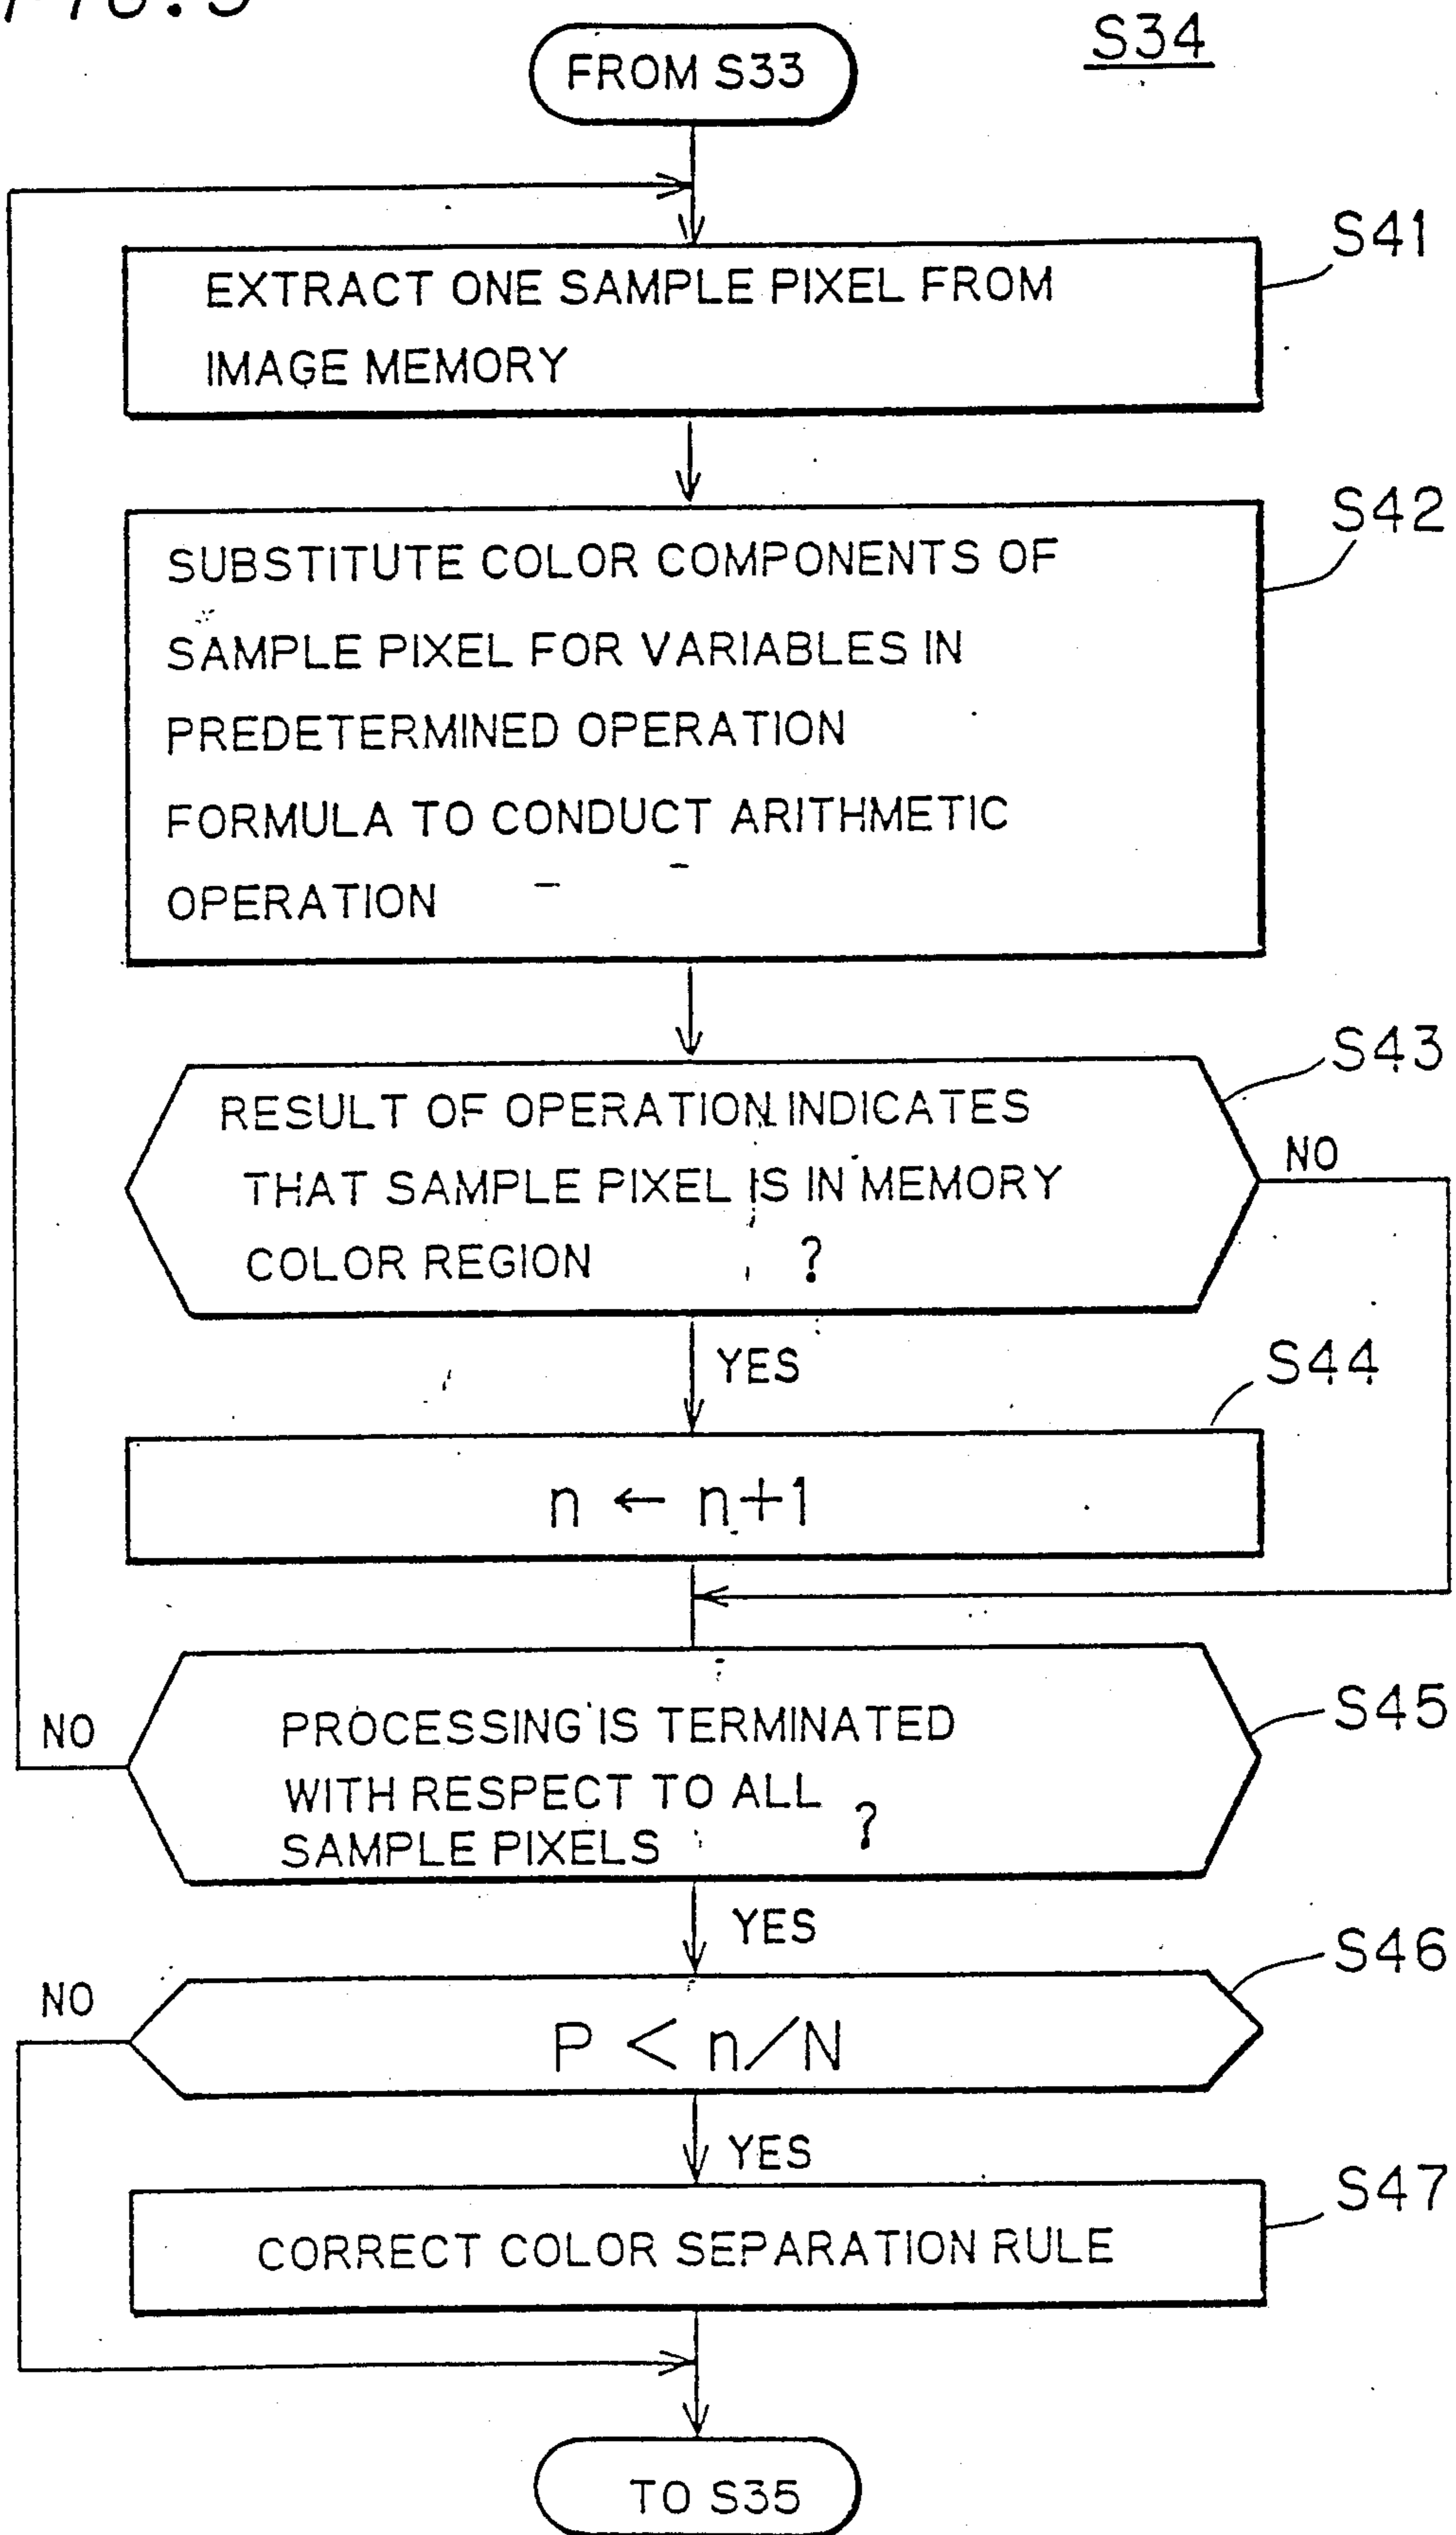 S34
FROM S33
S41
EXTRACT ONE SAMPLE PIXEL FROM
IMAGE MEMORY
S42
SUBSTITUTE COLOR COMPONENTS OF
SAMPLE PIXEL FOR VARIABLES IN
PREDETERMINED OPERATION
FORMULA TO CONDUCT ARITHMETIC
OPERATION
S43
RESULT OF OPERATION INDICATES
THAT SAMPLE PIXEL IS IN MEMORY
COLOR REGION ?
NO
YES
S44
n ← n+1
S45
PROCESSING IS TERMINATED
WITH RESPECT TO ALL
SAMPLE PIXELS ?
NO
YES
S46
P < n/N
NO
YES
S47
CORRECT COLOR SEPARATION RULE
TO S35